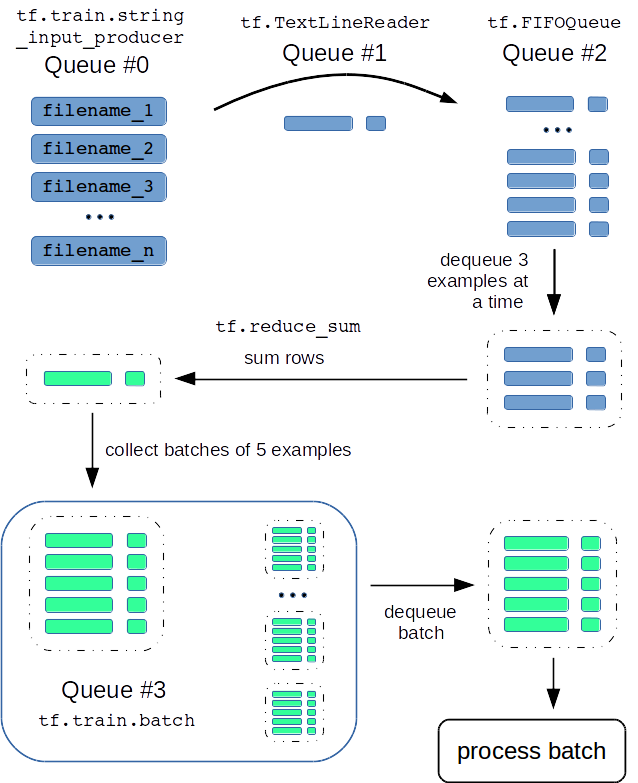 tf.train.string
_input_producer
Queue #0
filename_1
filename_2
filename_3
...
filename_n
tf.TextLineReader
Queue #1
tf.FIFOQueue
Queue #2
...
dequeue 3
examples at
a time
tf.reduce_sum
sum rows
collect batches of 5 examples
...
Queue #3
tf.train.batch
dequeue
batch
process batch